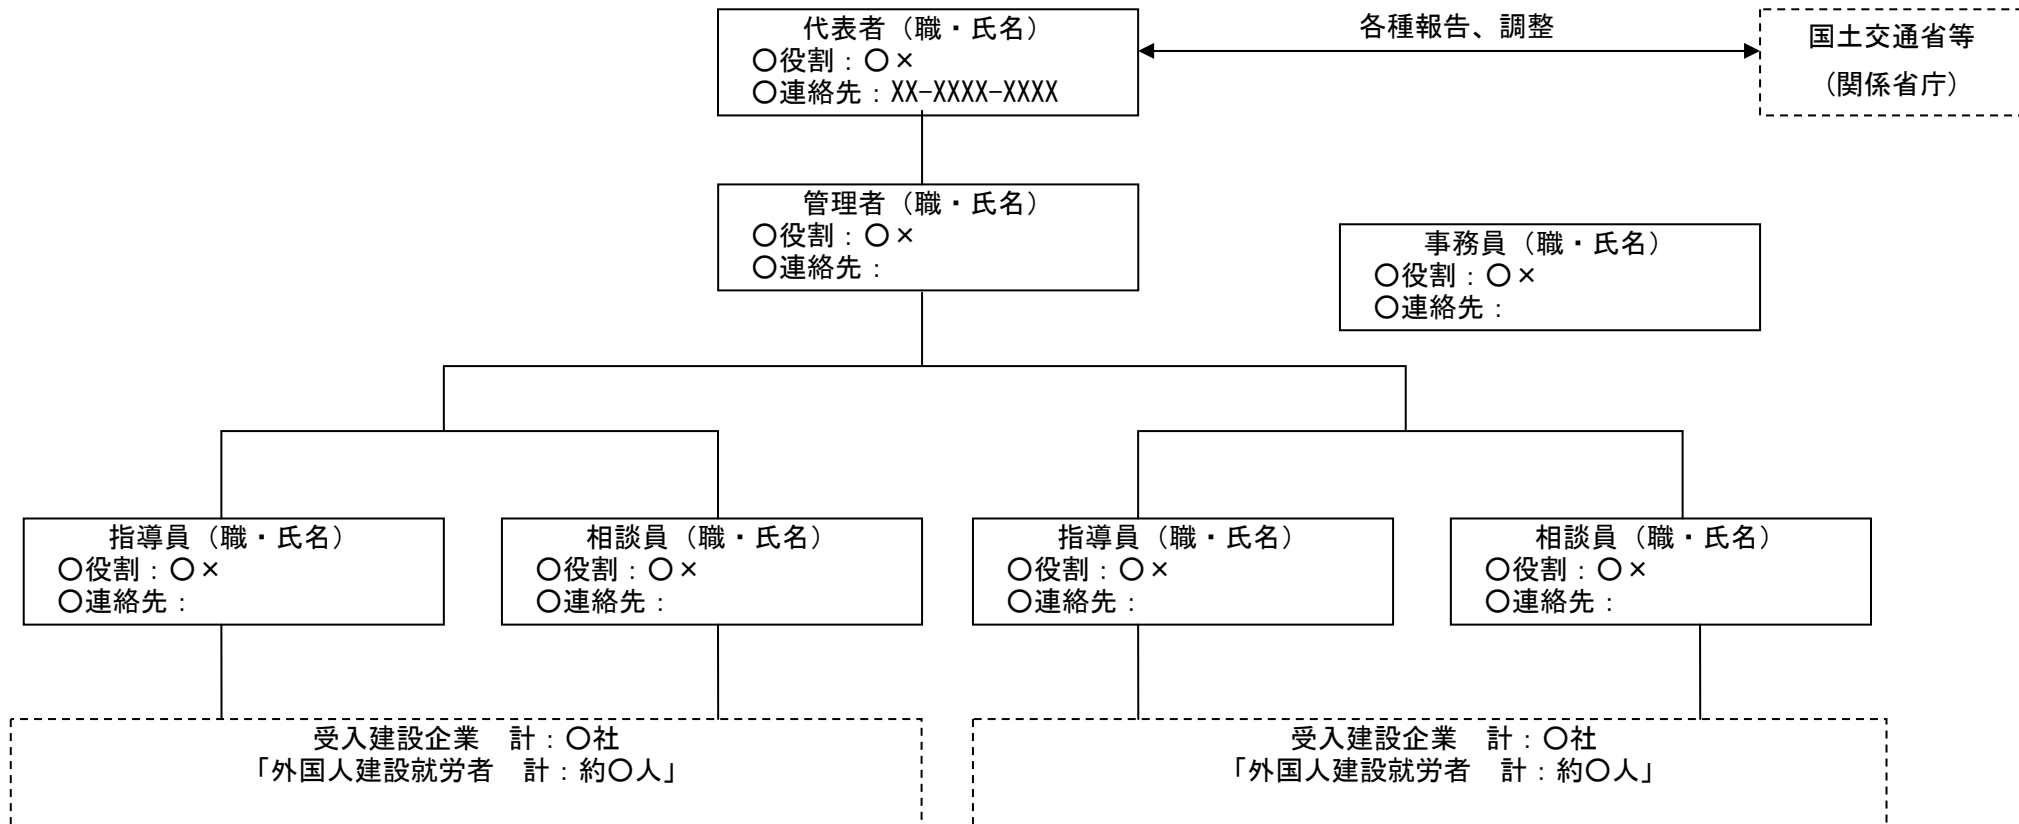 代表者（職・氏名）
〇役割：〇×
〇連絡先：XX-XXXX-XXXX
各種報告、調整
国土交通省等
（関係省庁）
管理者（職・氏名）
〇役割：〇×
〇連絡先：
事務員（職・氏名）
〇役割：〇×
〇連絡先：
指導員（職・氏名）
〇役割：〇×
〇連絡先：
相談員（職・氏名）
〇役割：〇×
〇連絡先：
指導員（職・氏名）
〇役割：〇×
〇連絡先：
相談員（職・氏名）
〇役割：〇×
〇連絡先：
受入建設企業　計：〇社
「外国人建設就労者　計：約〇人」
受入建設企業　計：〇社
「外国人建設就労者　計：約〇人」